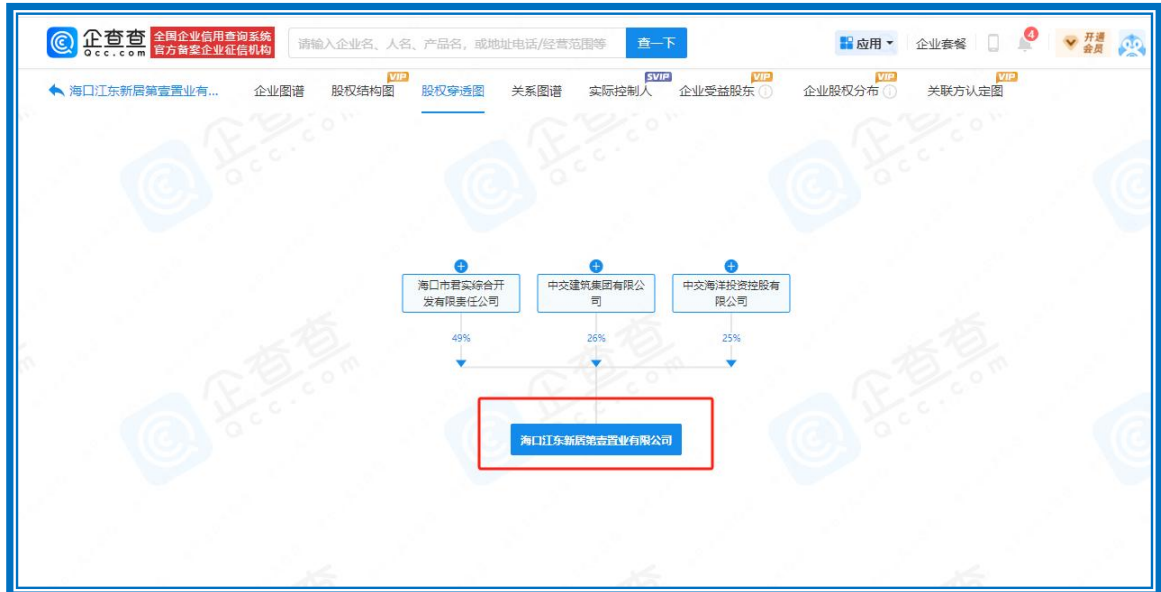 企查查
Qcc.com
全国企业信用查询系统
官方备案企业征信机构
请输入企业名、人名、产品名，或地址电话/经营范围等
查一下
应用
企业套餐
4
开通
会员
海口江东新居第壹置业有...
企业图谱
VIP
股权结构图
股权穿透图
关系图谱
SVIP
实际控制人
VIP
企业受益股东
VIP
企业股权分布
VIP
关联方认定图
海口市君实综合开
发有限责任公司
中交建筑集团有限公
司
中交海洋投资控股有
限公司
49%
26%
25%
海口江东新居第壹置业有限公司